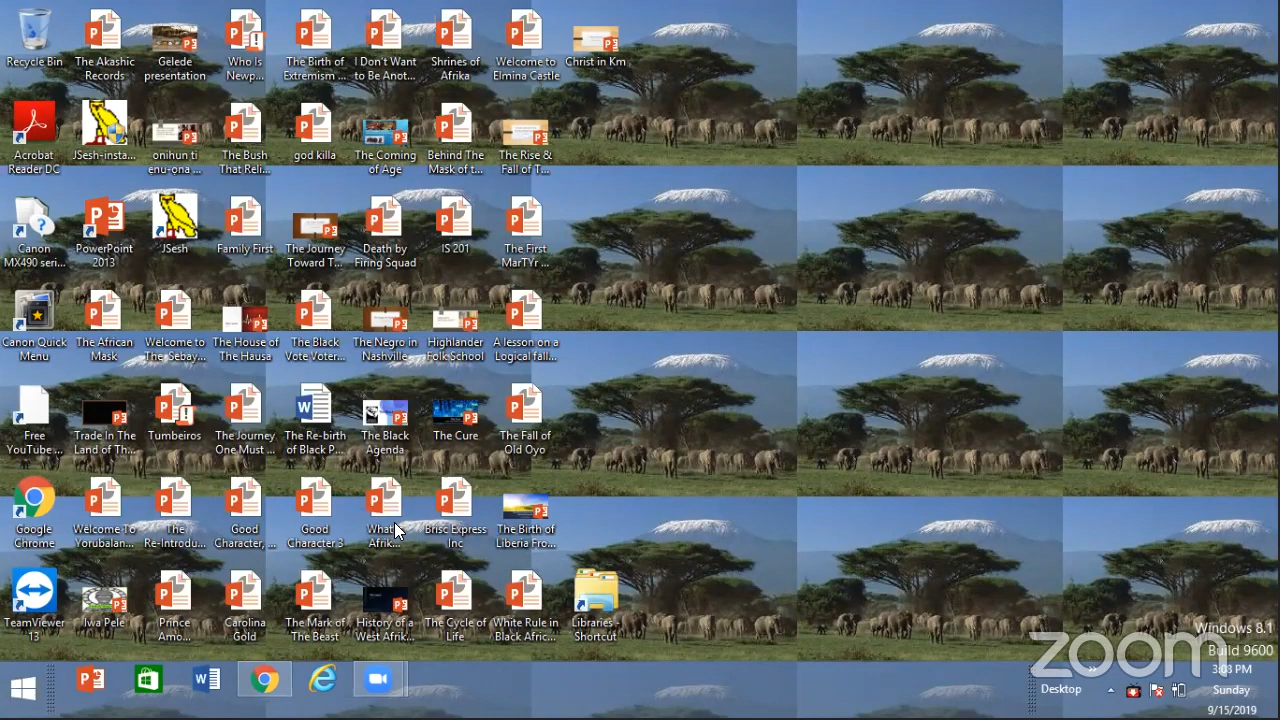 Recycle Bin
The Akashic
Records
Gelede
presentation
Who Is
Newp...
The Birth of
Extremism ...
I Don't Want
to Be Anot...
Shrines of
Afrika
Welcome to
Elmina Castle
Christ in Km
Acrobat
Reader DC
JSesh-insta...
onihun ti
enu-ona ...
The Bush
That Reli...
god killa
The Coming
of Age
Behind The
Mask of t...
The Rise &
Fall of T...
Canon
MX490 seri...
PowerPoint
2013
JSesh
Family First
The Journey
Toward T...
Death by
Firing Squad
IS 201
The First
MarTYr ...
Canon Quick
Menu
The African
Mask
Welcome to
The Sebay...
The House of
The Hausa
The Black
Vote Voter...
The Negro in
Nashville
Highlander
Folk School
A lesson on a
Logical fall...
Free
YouTube ...
Trade In The
Land of Th...
Tumbeiros
The Journey
One Must ...
The Re-birth
of Black P...
The Black
Agenda
The Cure
The Fall of
Old Oyo
Google
Chrome
Welcome To
Yorubalan...
The
Re-Introdu...
Good
Character, ...
Good
Character 3
What
Afrik...
Brisc Express
Inc
The Birth of
Liberia Fro...
TeamViewer
13
Iwa Pele
Prince
Amo...
Carolina
Gold
The Mark of
The Beast
History of a
West Afrik...
The Cycle of
Life
White Rule in
Black Afric...
Libraries -
Shortcut
Windows 8.1
Build 9600
zoom
Desktop
3:03 PM
Sunday
9/15/2019